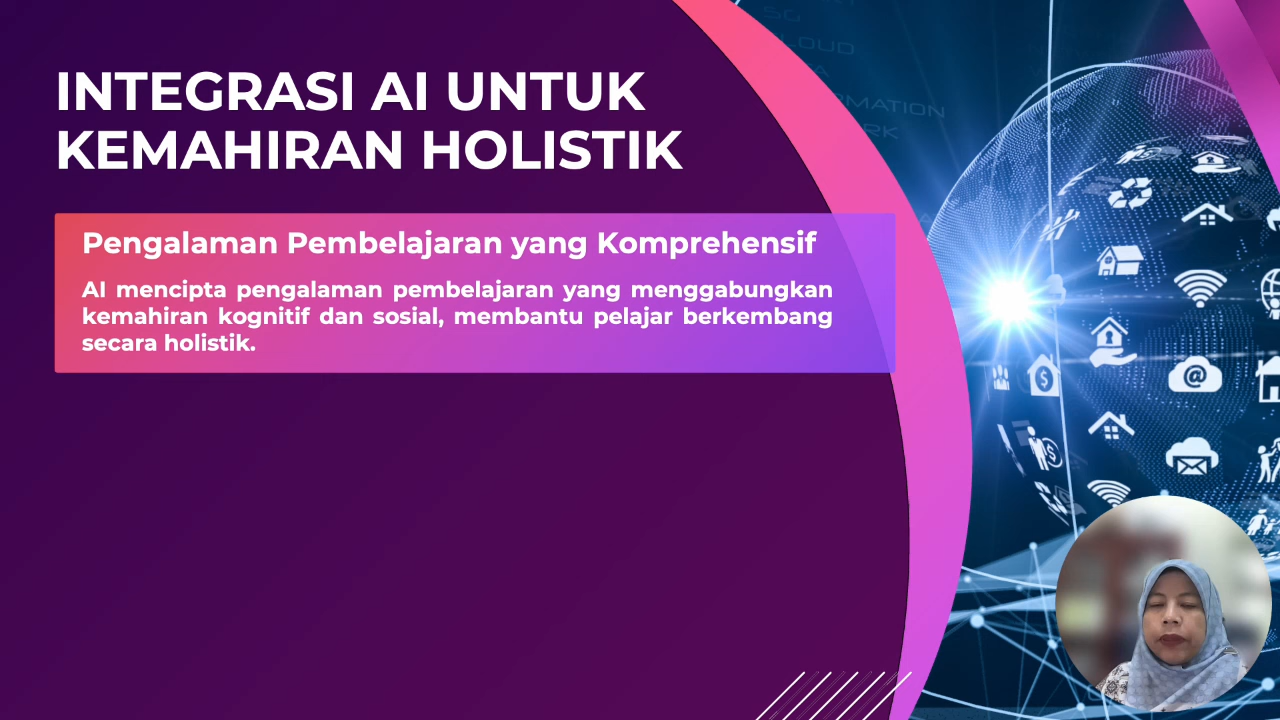 INTEGRASI AI UNTUK
KEMAHIRAN HOLISTIK
Pengalaman Pembelajaran yang Komprehensif
AI mencipta pengalaman pembelajaran yang menggabungkan
kemahiran kognitif dan sosial, membantu pelajar berkembang
secara holistik.
5G